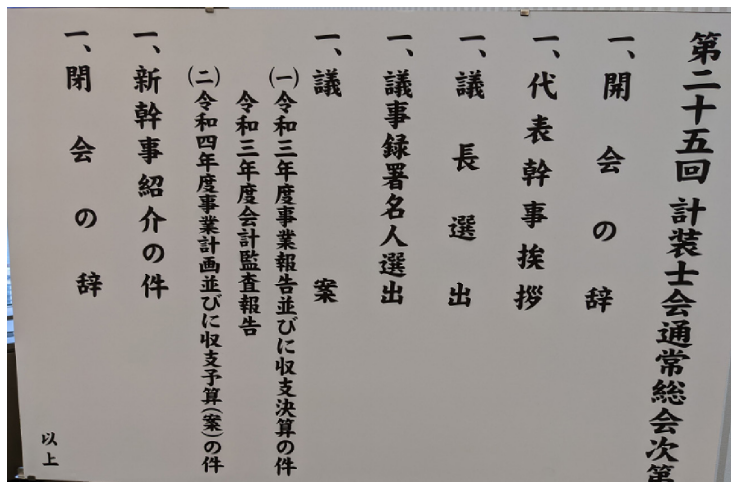 第二十五回 計装士会通常総会次第
一、開会の辞
一、代表幹事挨拶
一、議長選出
一、議事録署名人選出
一、議案
(一)令和三年度事業報告並びに収支決算の件
令和三年度会計監査報告
(二)令和四年度事業計画並びに収支予算(案)の件
一、新幹事紹介の件
一、閉会の辞
以上